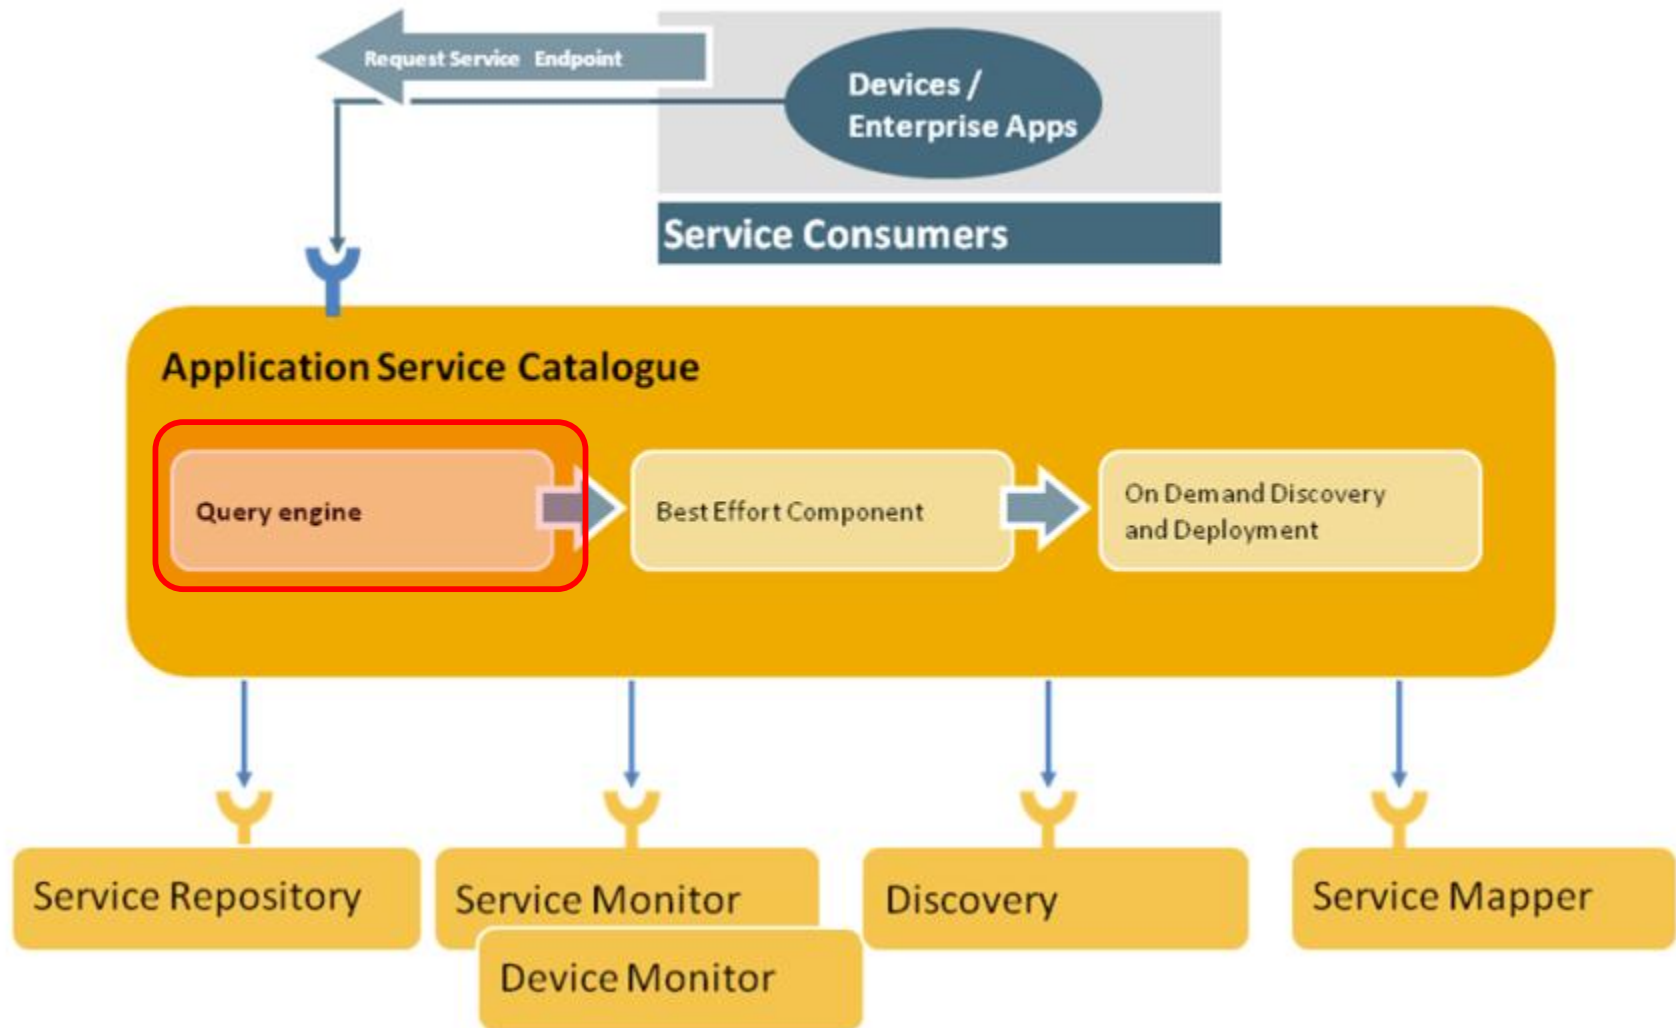 Request Service Endpoint
Devices /
Enterprise Apps
Service Consumers
Application Service Catalogue
Query engine
Best Effort Component
On Demand Discovery
and Deployment
Service Repository
Service Monitor
Device Monitor
Discovery
Service Mapper